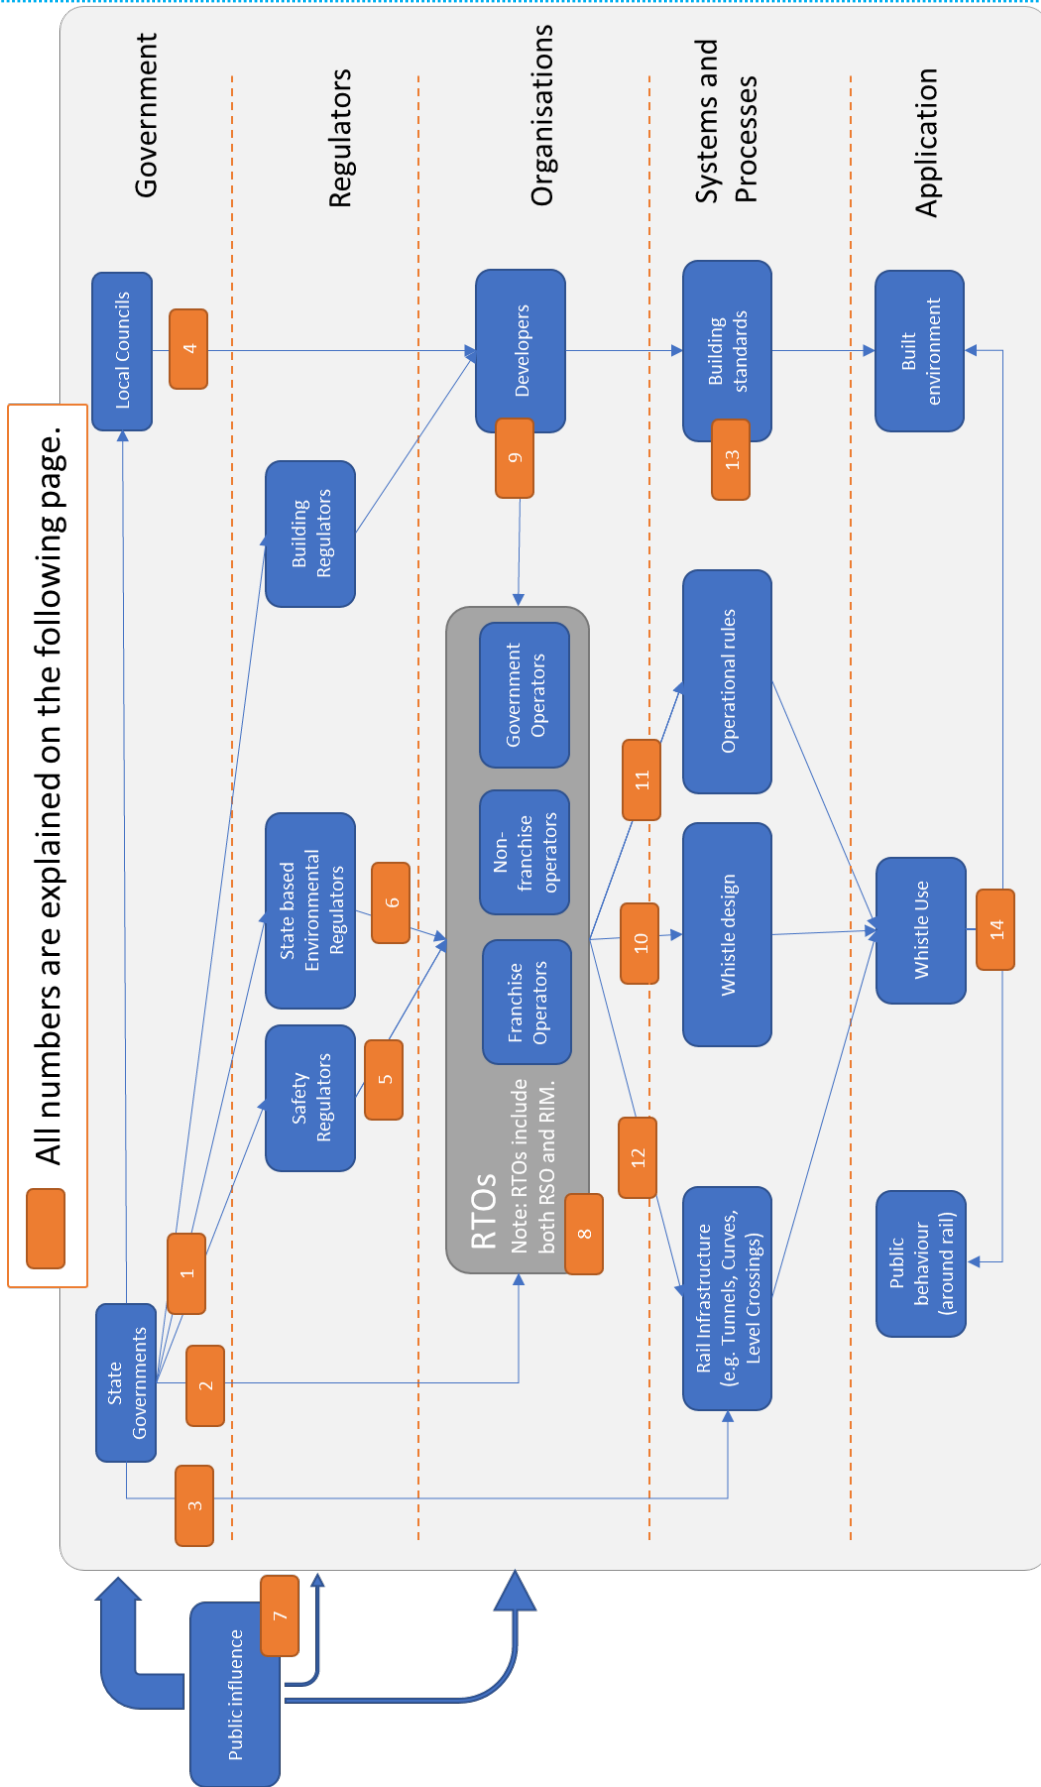 All numbers are explained on the following page.
Public influence
7
Government
State
Governments
Local Councils
1
2
3
4
Regulators
Safety
Regulators
State based
Environmental
Regulators
Building
Regulators
5
6
Organisations
RTOs
Note: RTOs include
both RSO and RIM.
8
Franchise
Operators
Non-
franchise
operators
Government
Operators
9
Developers
12
10
11
Systems and
Processes
Rail Infrastructure
(e.g. Tunnels, Curves,
Level Crossings)
Whistle design
Operational rules
13
Building
standards
Application
Public
behaviour
(around rail)
Whistle Use
Built
environment
14